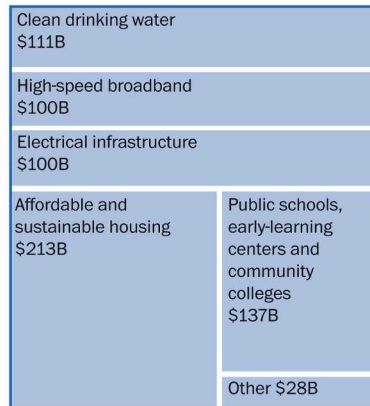 Clean drinking water
$111B
High-speed broadband
$100B
Electrical infrastructure
$100B
Affordable and
sustainable housing
$213B
Public schools,
early-learning
centers and
community
colleges
$137B
Other $28B